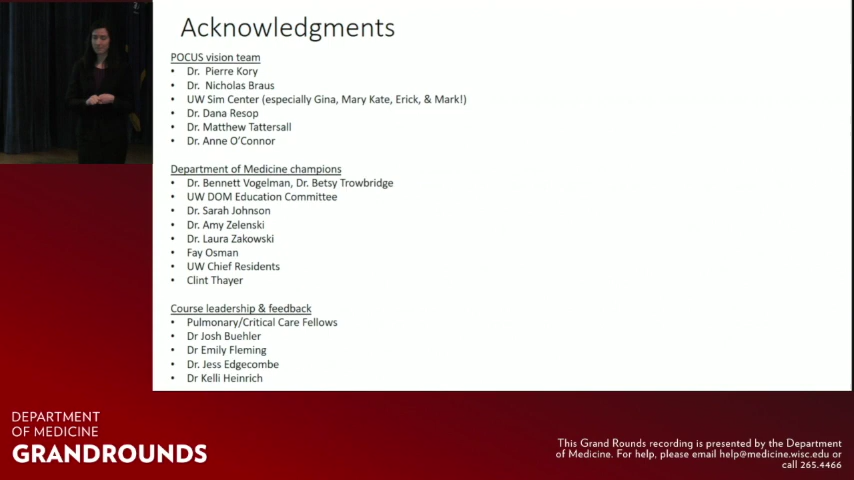 Acknowledgments
POCUS vision team
• Dr. Pierre Kory
• Dr. Nicholas Braus
• UW Sim Center (especially Gina, Mary Kate, Erick, & Mark!)
• Dr. Dana Resop
• Dr. Matthew Tattersall
• Dr. Anne O'Connor
Department of Medicine champions
• Dr. Bennett Vogelman, Dr. Betsy Trowbridge
• UW DOM Education Committee
• Dr. Sarah Johnson
• Dr. Amy Zelenski
• Dr. Laura Zakowski
• Fay Osman
• UW Chief Residents
• Clint Thayer
Course leadership & feedback
• Pulmonary/Critical Care Fellows
• Dr Josh Buehler
• Dr Emily Fleming
• Dr. Jess Edgecombe
• Dr Kelli Heinrich
DEPARTMENT
OF MEDICINE
GRANDROUNDS
This Grand Rounds recording is presented by the Department
of Medicine. For help, please email help@medicine.wisc.edu or
call 265.4466